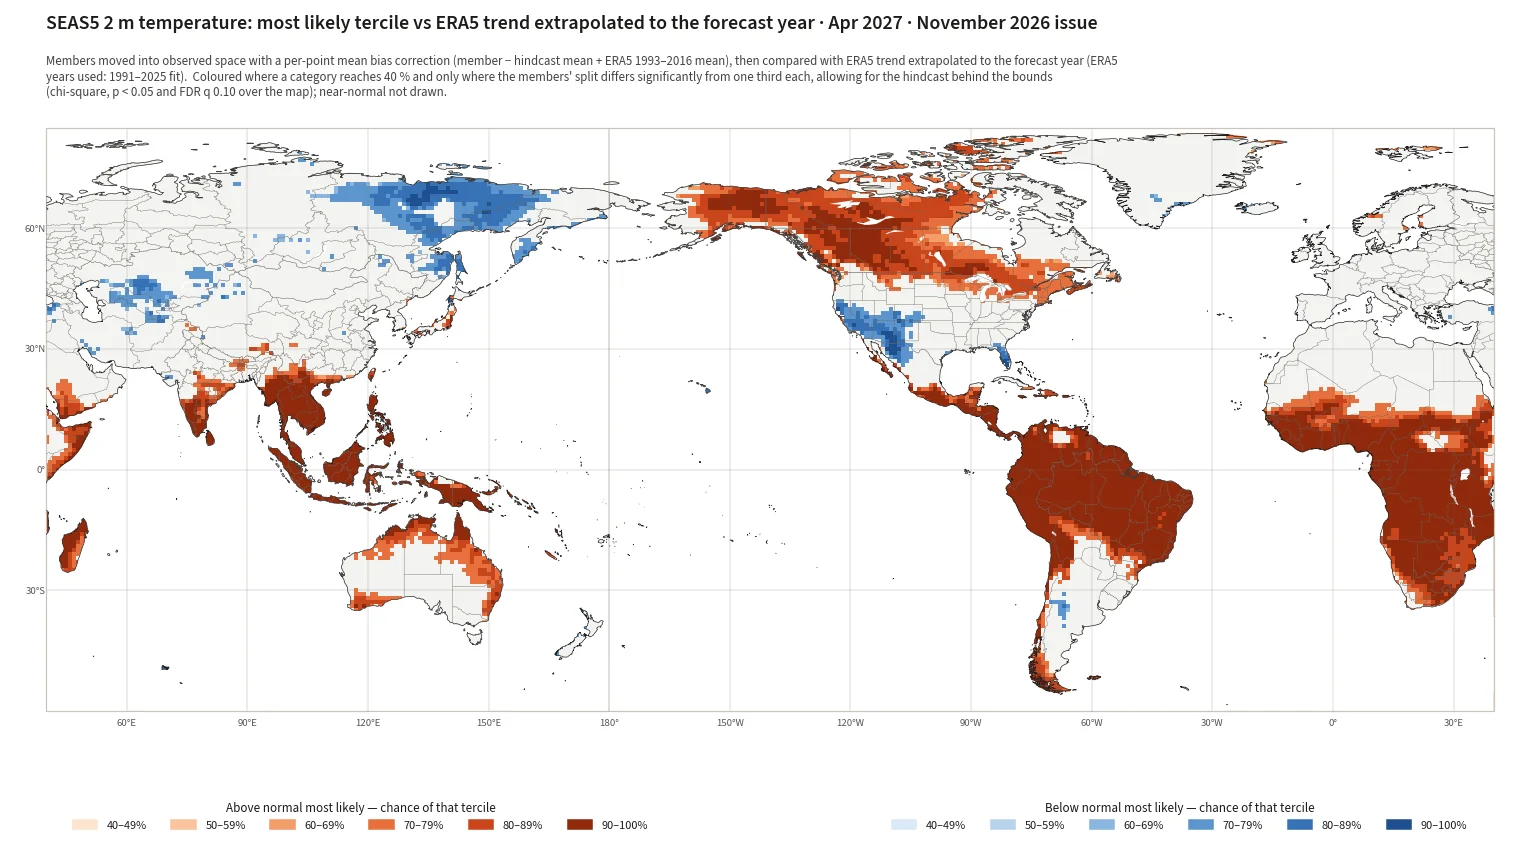 SEAS5 2 m temperature: most likely tercile vs ERA5 trend extrapolated to the forecast year · Apr 2027 · November 2026 issue
Members moved into observed space with a per-point mean bias correction (member − hindcast mean + ERA5 1993–2016 mean), then compared with ERA5 trend extrapolated to the forecast year (ERA5
years used: 1991–2025 fit).  Coloured where a category reaches 40 % and only where the members' split differs significantly from one third each, allowing for the hindcast behind the bounds
(chi-square, p < 0.05 and FDR q 0.10 over the map); near-normal not drawn.
60°N
30°N
0°
30°S
60°E 90°E 120°E 150°E 180° 150°W 120°W 90°W 60°W 30°W 0° 30°E
Above normal most likely — chance of that tercile
40–49% 50–59% 60–69% 70–79% 80–89% 90–100%
Below normal most likely — chance of that tercile
40–49% 50–59% 60–69% 70–79% 80–89% 90–100%